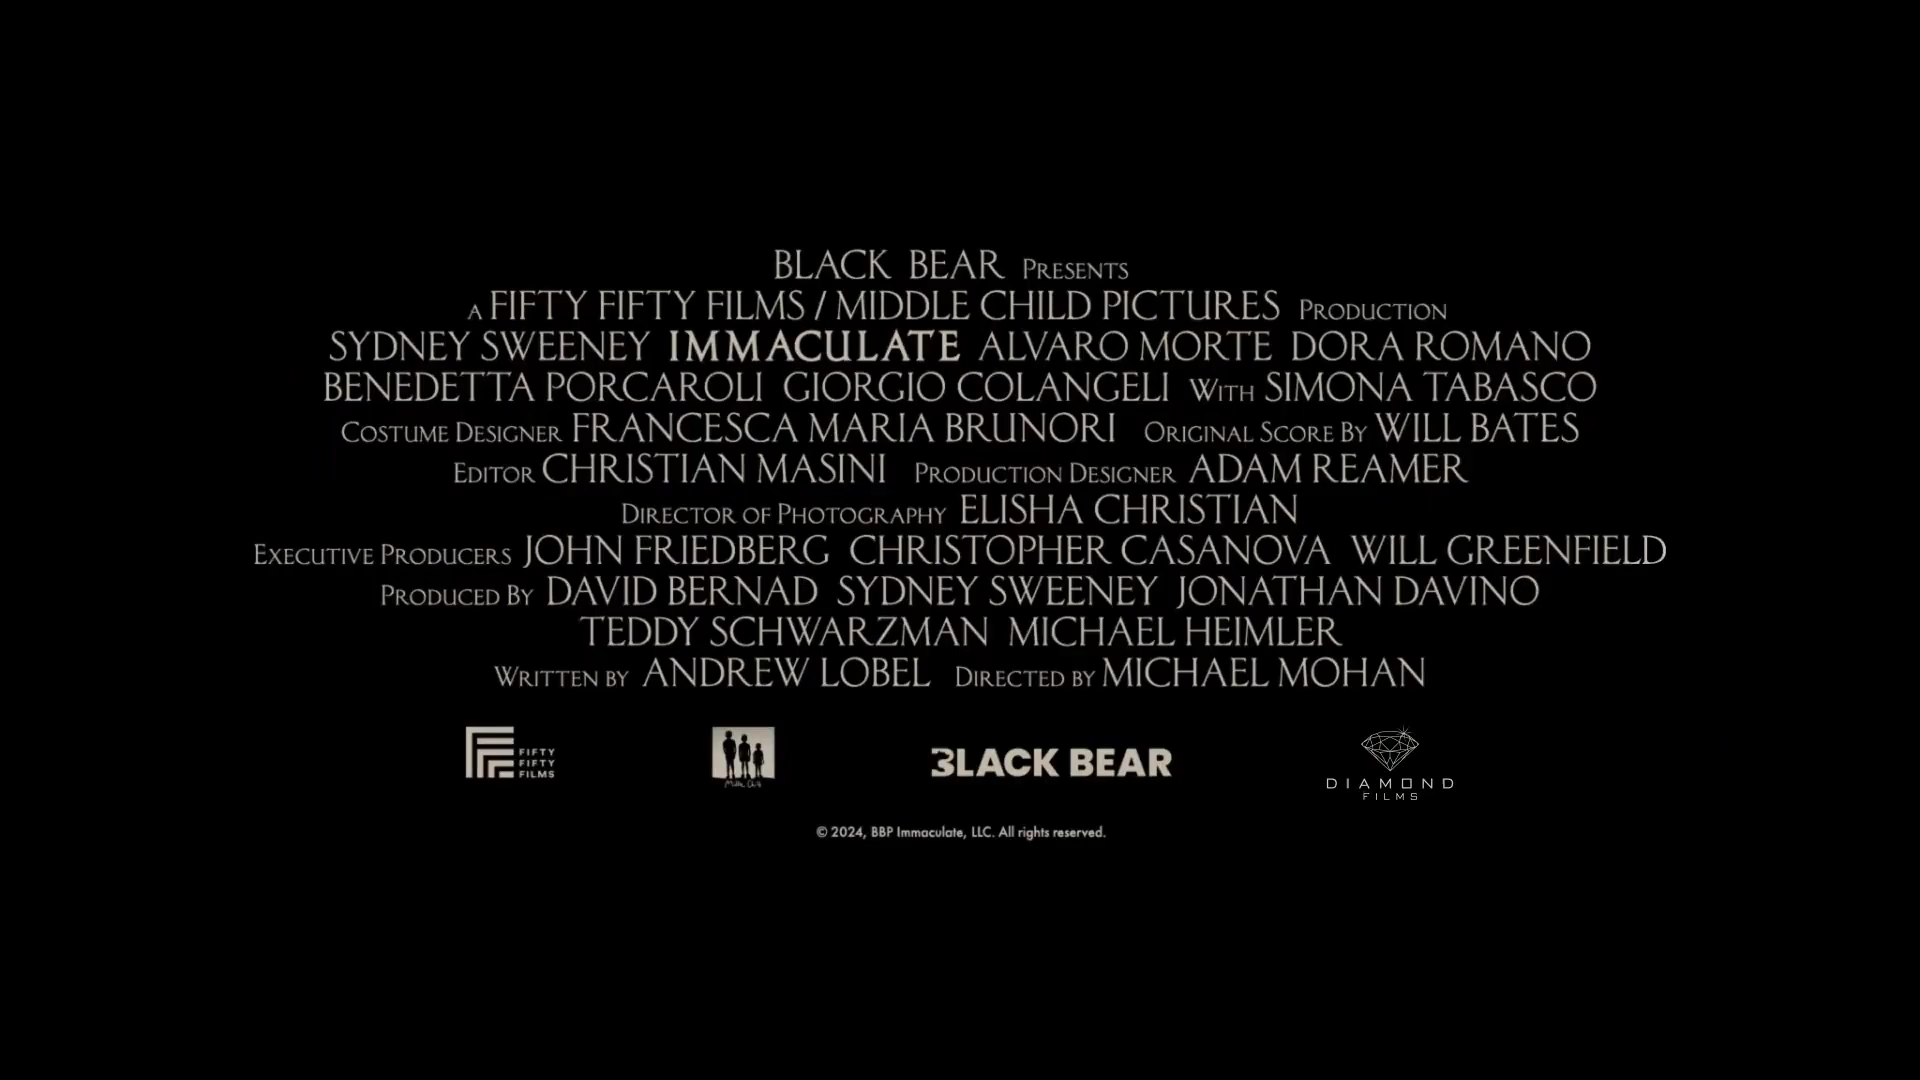 BLACK BEAR PRESENTS
A FIFTY FIFTY FILMS / MIDDLE CHILD PICTURES PRODUCTION
SYDNEY SWEENEY IMMACULATE ALVARO MORTE DORA ROMANO
BENEDETTA PORCAROLI GIORGIO COLANGELI WITH SIMONA TABASCO
COSTUME DESIGNER FRANCESCA MARIA BRUNORI ORIGINAL SCORE BY WILL BATES
EDITOR CHRISTIAN MASINI PRODUCTION DESIGNER ADAM REAMER
DIRECTOR OF PHOTOGRAPHY ELISHA CHRISTIAN
EXECUTIVE PRODUCERS JOHN FRIEDBERG CHRISTOPHER CASANOVA WILL GREENFIELD
PRODUCED BY DAVID BERNAD SYDNEY SWEENEY JONATHAN DAVINO
TEDDY SCHWARZMAN MICHAEL HEIMLER
WRITTEN BY ANDREW LOBEL DIRECTED BY MICHAEL MOHAN
FIFTY
FIFTY
FILMS
Middle Child
BLACK BEAR
DIAMOND
FILMS
© 2024, BBP Immaculate, LLC. All rights reserved.